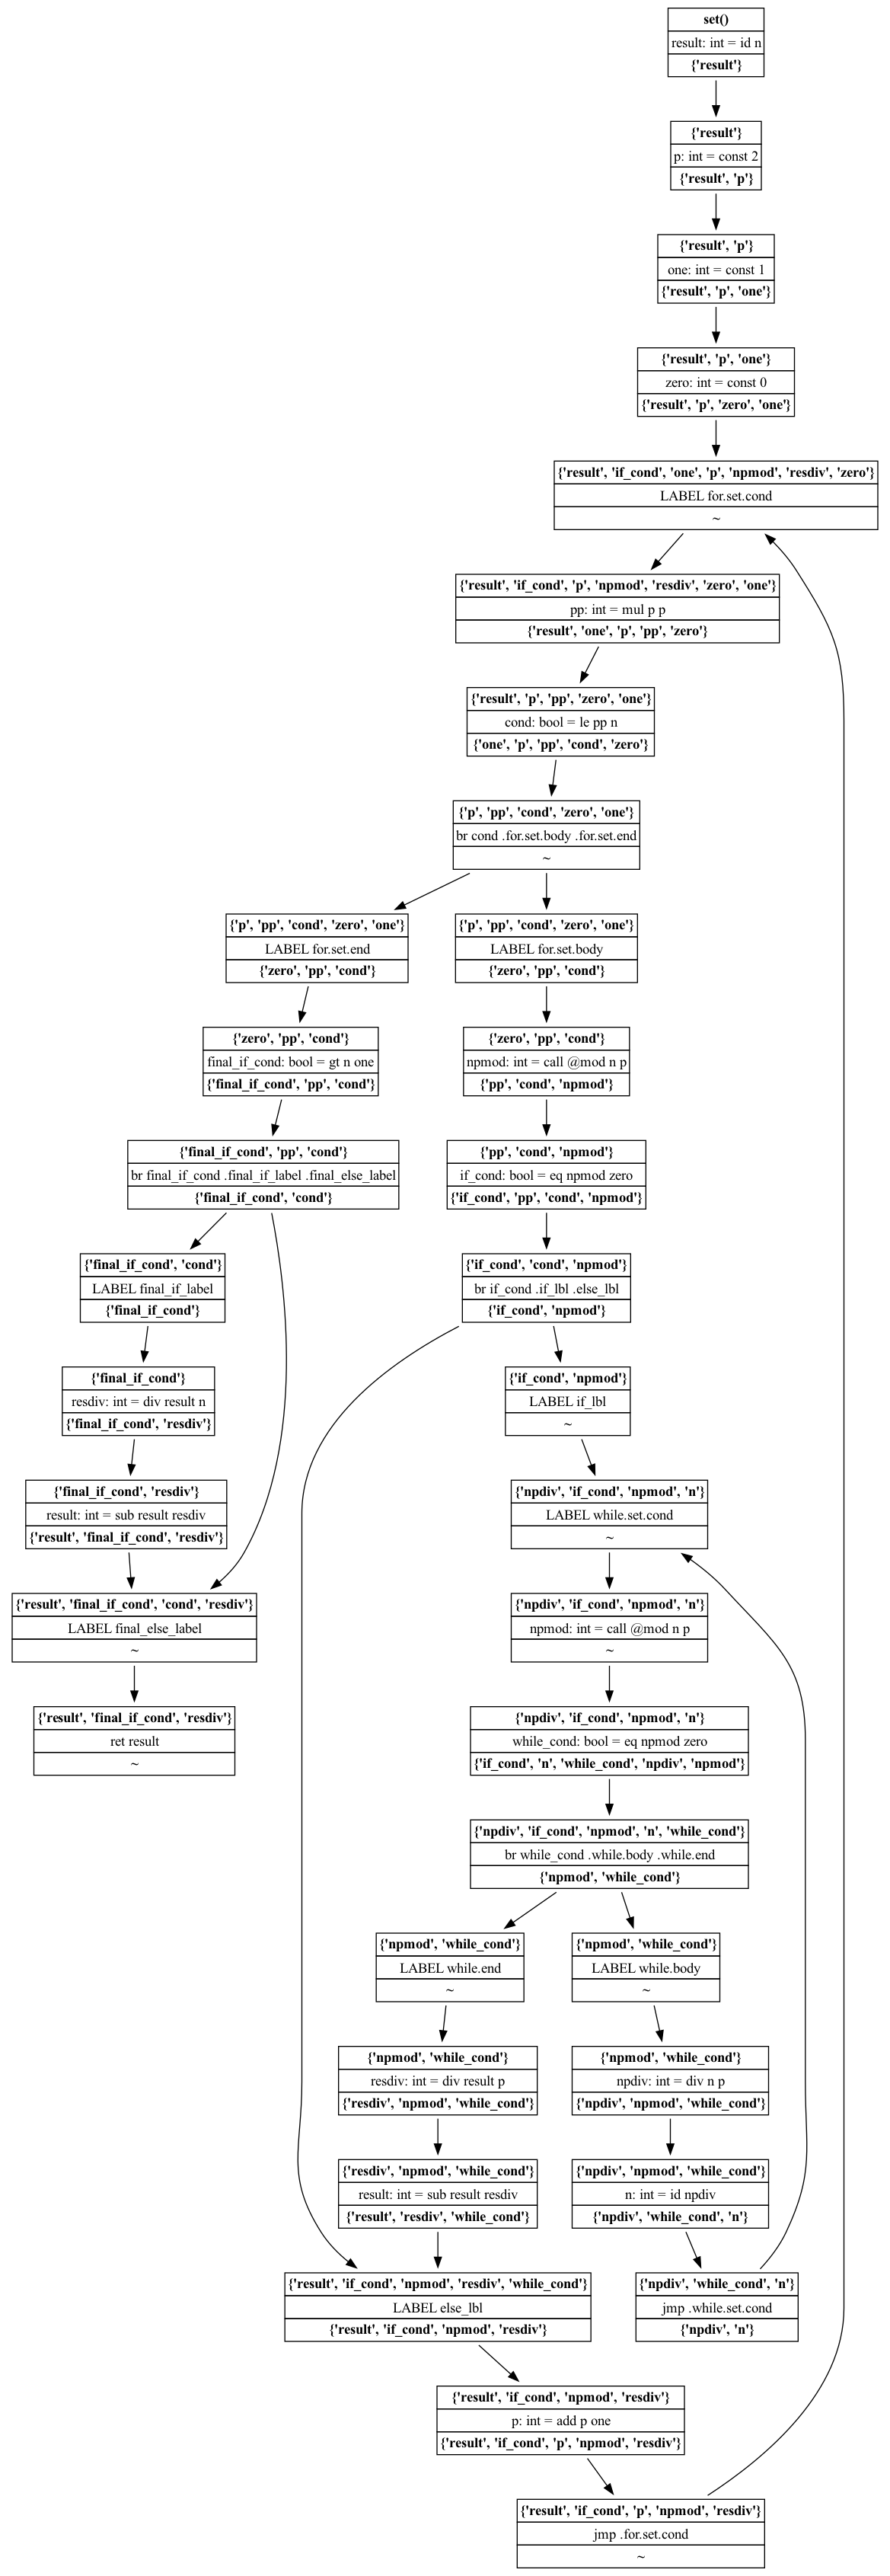 set()
result: int = id n
{'result'}
{'result'}
p: int = const 2
{'result', 'p'}
{'result', 'p'}
one: int = const 1
{'result', 'p', 'one'}
{'result', 'p', 'one'}
zero: int = const 0
{'result', 'p', 'zero', 'one'}
{'result', 'if_cond', 'one', 'p', 'npmod', 'resdiv', 'zero'}
LABEL for.set.cond
~
{'result', 'if_cond', 'p', 'npmod', 'resdiv', 'zero', 'one'}
pp: int = mul p p
{'result', 'one', 'p', 'pp', 'zero'}
{'result', 'p', 'pp', 'zero', 'one'}
cond: bool = le pp n
{'one', 'p', 'pp', 'cond', 'zero'}
{'p', 'pp', 'cond', 'zero', 'one'}
br cond .for.set.body .for.set.end
~
{'p', 'pp', 'cond', 'zero', 'one'}
LABEL for.set.end
{'zero', 'pp', 'cond'}
{'p', 'pp', 'cond', 'zero', 'one'}
LABEL for.set.body
{'zero', 'pp', 'cond'}
{'zero', 'pp', 'cond'}
final_if_cond: bool = gt n one
{'final_if_cond', 'pp', 'cond'}
{'zero', 'pp', 'cond'}
npmod: int = call @mod n p
{'pp', 'cond', 'npmod'}
{'final_if_cond', 'pp', 'cond'}
br final_if_cond .final_if_label .final_else_label
{'final_if_cond', 'cond'}
{'pp', 'cond', 'npmod'}
if_cond: bool = eq npmod zero
{'if_cond', 'pp', 'cond', 'npmod'}
{'final_if_cond', 'cond'}
LABEL final_if_label
{'final_if_cond'}
{'if_cond', 'cond', 'npmod'}
br if_cond .if_lbl .else_lbl
{'if_cond', 'npmod'}
{'final_if_cond'}
resdiv: int = div result n
{'final_if_cond', 'resdiv'}
{'if_cond', 'npmod'}
LABEL if_lbl
~
{'final_if_cond', 'resdiv'}
result: int = sub result resdiv
{'result', 'final_if_cond', 'resdiv'}
{'npdiv', 'if_cond', 'npmod', 'n'}
LABEL while.set.cond
~
{'result', 'final_if_cond', 'cond', 'resdiv'}
LABEL final_else_label
~
{'npdiv', 'if_cond', 'npmod', 'n'}
npmod: int = call @mod n p
~
{'result', 'final_if_cond', 'resdiv'}
ret result
~
{'npdiv', 'if_cond', 'npmod', 'n'}
while_cond: bool = eq npmod zero
{'if_cond', 'n', 'while_cond', 'npdiv', 'npmod'}
{'npdiv', 'if_cond', 'npmod', 'n', 'while_cond'}
br while_cond .while.body .while.end
{'npmod', 'while_cond'}
{'npmod', 'while_cond'}
LABEL while.end
~
{'npmod', 'while_cond'}
LABEL while.body
~
{'npmod', 'while_cond'}
resdiv: int = div result p
{'resdiv', 'npmod', 'while_cond'}
{'npmod', 'while_cond'}
npdiv: int = div n p
{'npdiv', 'npmod', 'while_cond'}
{'resdiv', 'npmod', 'while_cond'}
result: int = sub result resdiv
{'result', 'resdiv', 'while_cond'}
{'npdiv', 'npmod', 'while_cond'}
n: int = id npdiv
{'npdiv', 'while_cond', 'n'}
{'result', 'if_cond', 'npmod', 'resdiv', 'while_cond'}
LABEL else_lbl
{'result', 'if_cond', 'npmod', 'resdiv'}
{'npdiv', 'while_cond', 'n'}
jmp .while.set.cond
{'npdiv', 'n'}
{'result', 'if_cond', 'npmod', 'resdiv'}
p: int = add p one
{'result', 'if_cond', 'p', 'npmod', 'resdiv'}
{'result', 'if_cond', 'p', 'npmod', 'resdiv'}
jmp .for.set.cond
~